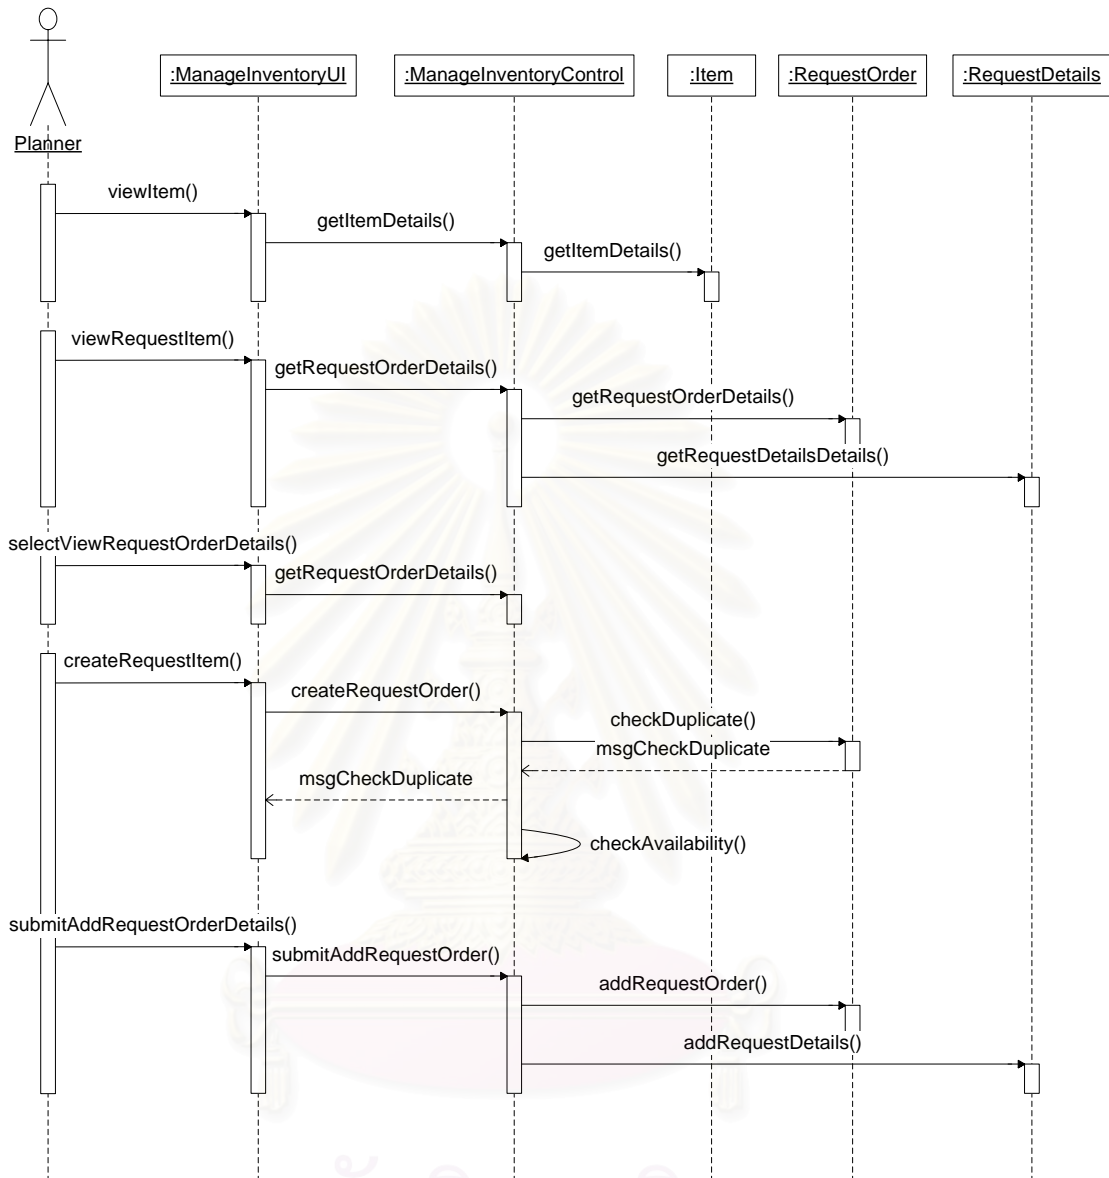 :ManageInventoryUI
:ManageInventoryControl
:Item
:RequestOrder
:RequestDetails
Planner
viewItem()
getItemDetails()
getItemDetails()
viewRequestItem()
getRequestOrderDetails()
getRequestOrderDetails()
getRequestDetailsDetails()
selectViewRequestOrderDetails()
getRequestOrderDetails()
createRequestItem()
createRequestOrder()
checkDuplicate()
msgCheckDuplicate
msgCheckDuplicate
checkAvailability()
submitAddRequestOrderDetails()
submitAddRequestOrder()
addRequestOrder()
addRequestDetails()